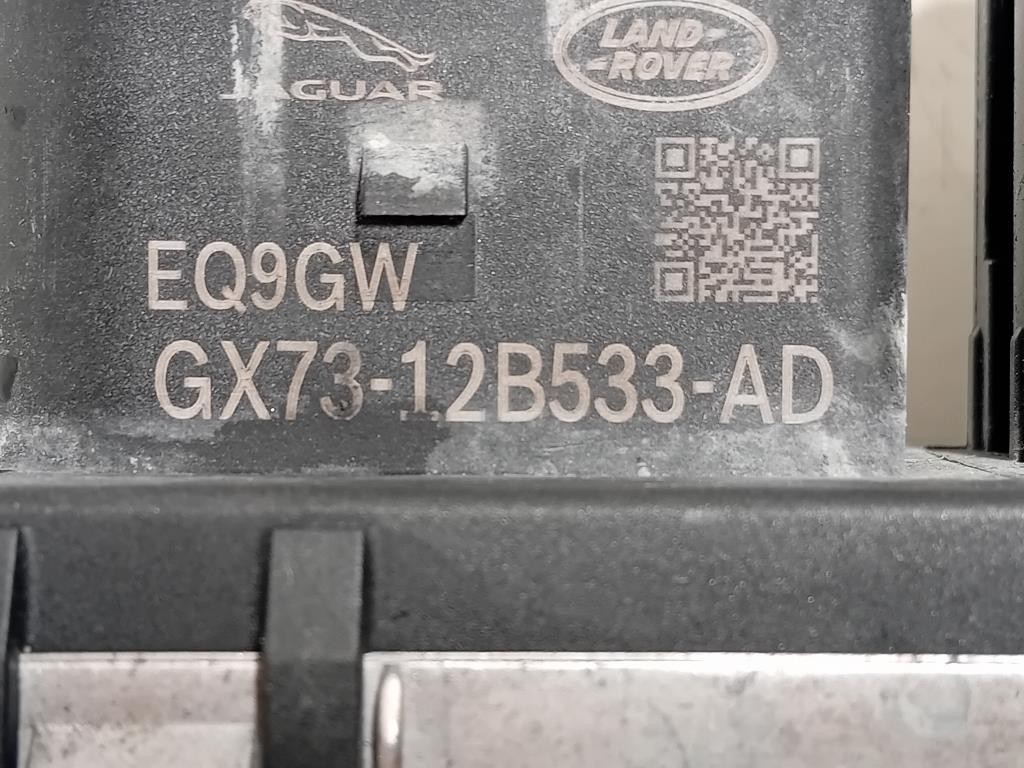 JAGUAR
LAND-
-ROVER
EQ9GW
GX73-12B533-AD